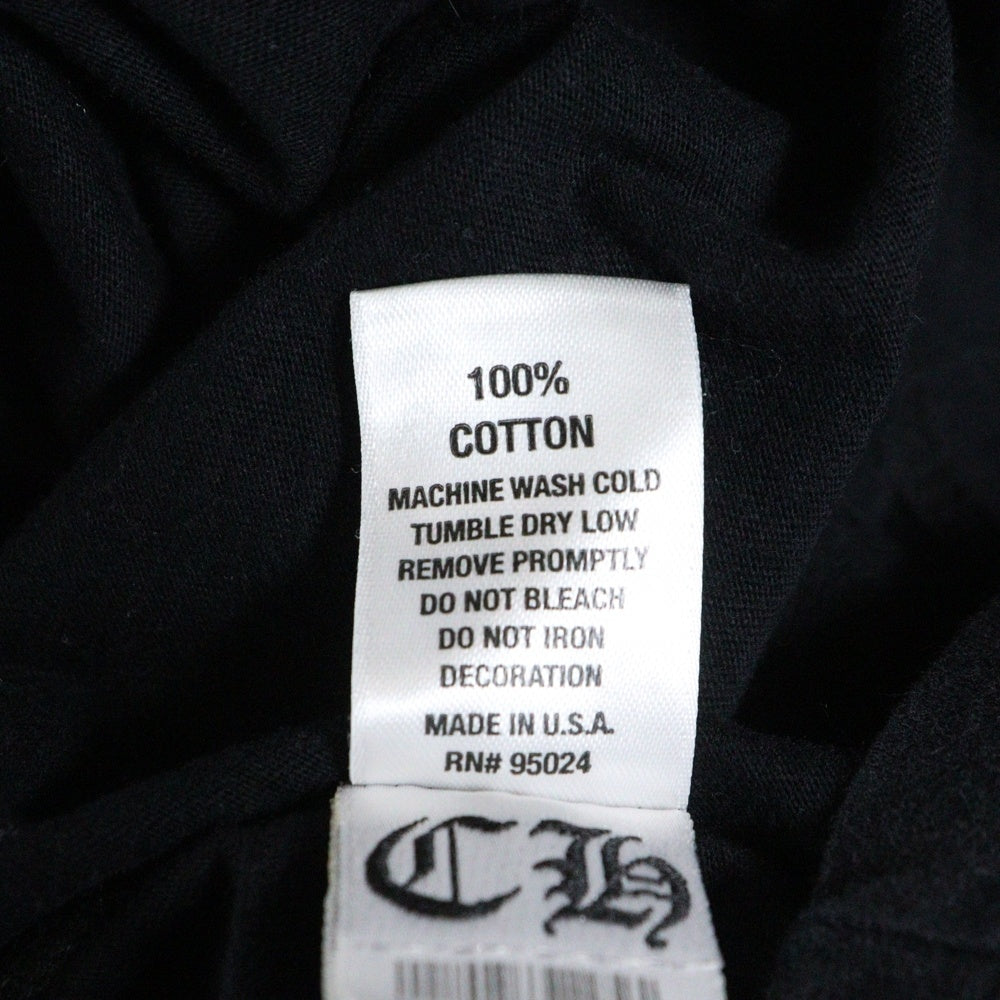 100%
COTTON
MACHINE WASH COLD
TUMBLE DRY LOW
REMOVE PROMPTLY
DO NOT BLEACH
DO NOT IRON
DECORATION
MADE IN U.S.A.
RN# 95024
CH